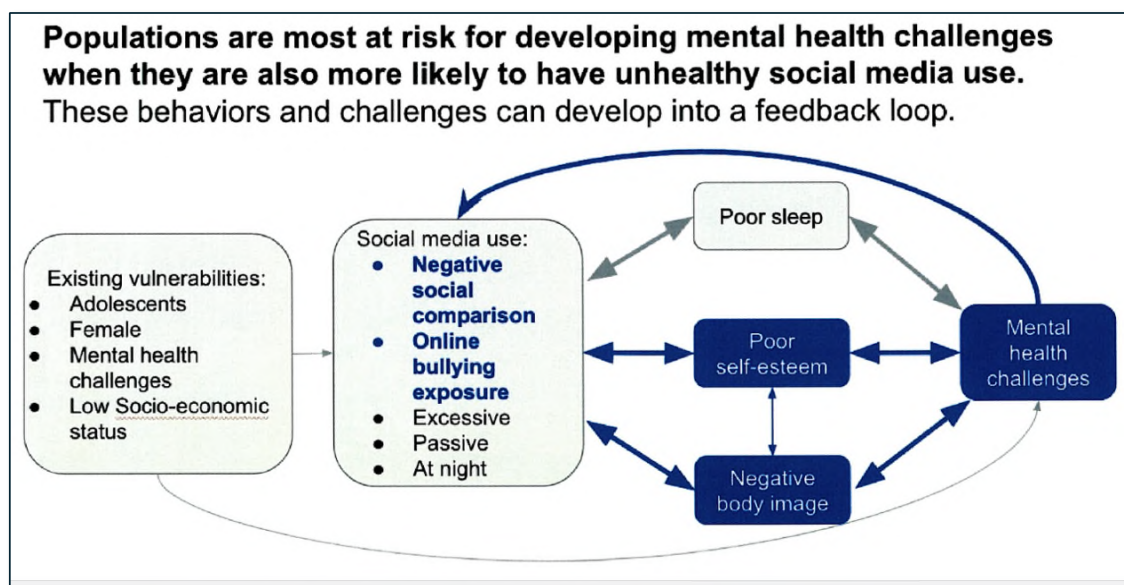 Populations are most at risk for developing mental health challenges
when they are also more likely to have unhealthy social media use.
These behaviors and challenges can develop into a feedback loop.
Existing vulnerabilities:
● Adolescents
● Female
● Mental health
challenges
● Low Socio-economic
status
Social media use:
● Negative
social
comparison
● Online
bullying
exposure
● Excessive
● Passive
● At night
Poor sleep
Poor
self-esteem
Negative
body image
Mental
health
challenges